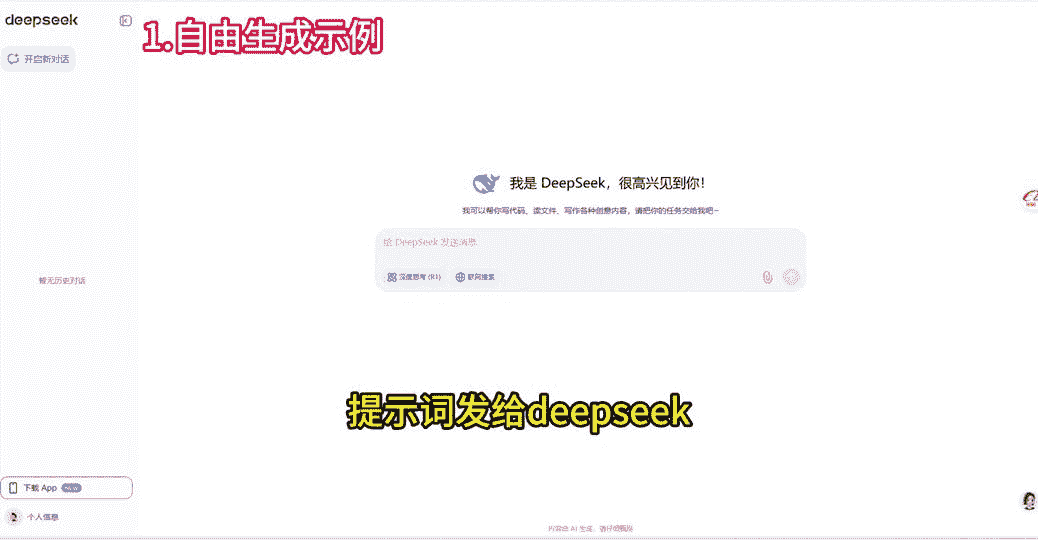 deepseek
1.自由生成示例
开启新对话
我是 DeepSeek，很高兴见到你！
我可以帮你写代码、读文件、写作各种创意内容，请把你的任务交给我吧~
给 DeepSeek 发送消息
深度思考 (R1)
联网搜索
暂无历史对话
提示词发给deepseek
下载 App
NEW
个人信息
内容由 AI 生成，请仔细甄别